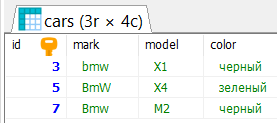 cars (3r × 4c)
id mark model color
3 bmw X1 черный
5 BmW X4 зеленый
7 BmW M2 черный